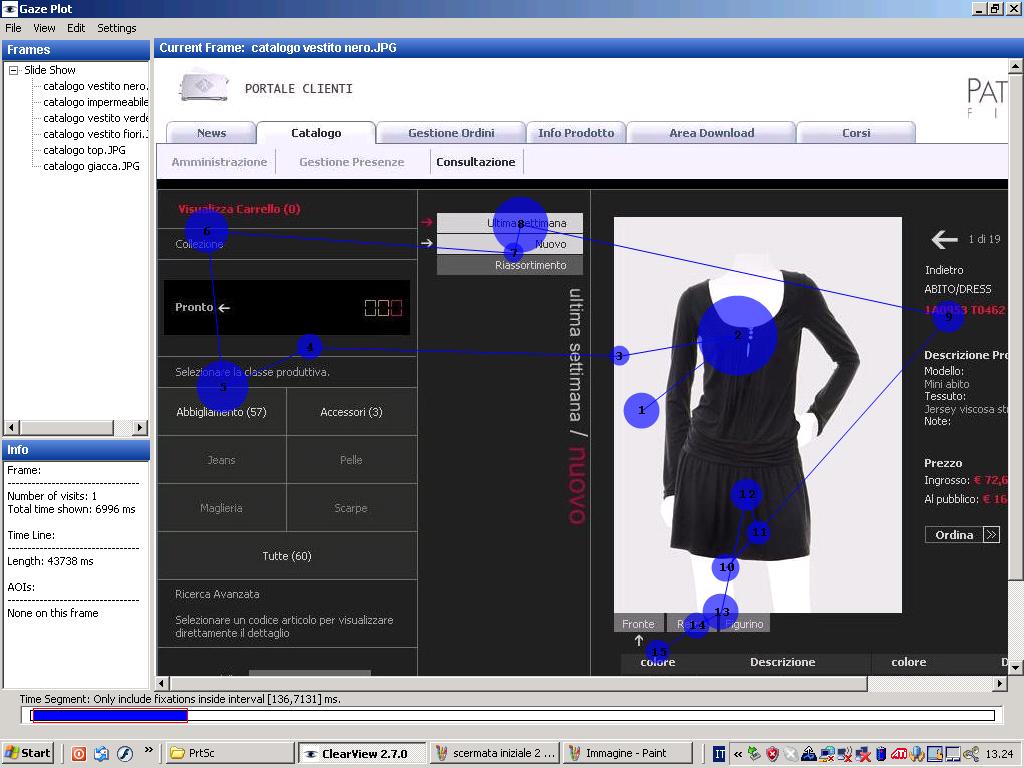 Gaze Plot
File View Edit Settings
Frames
Slide Show
catalogo vestito nero.
catalogo impermeabile
catalogo vestito verde
catalogo vestito fiori.
catalogo top.JPG
catalogo giacca.JPG
Info
Frame:
Number of visits: 1
Total time shown: 6996 ms
Time Line:
Length: 43738 ms
AOIs:
None on this frame
Current Frame: catalogo vestito nero.JPG
PORTALE CLIENTI
PAT
F I
News Catalogo Gestione Ordini Info Prodotto Area Download Corsi
Amministrazione Gestione Presenze Consultazione
Visualizza Carrello (0)
Collezione
Pronto
Selezionare la classe produttiva.
Abbigliamento (57) Accessori (3)
Jeans Pelle
Maglieria Scarpe
Tutte (60)
Ricerca Avanzata
Selezionare un codice articolo per visualizzare
direttamente il dettaglio
Ultima settimana
Nuovo
Riassortimento
ultima settimana / nuovo
1
2
3
4
5
6
7
8
9
10
11
12
13
14
15
1 di 19
Indietro
ABITO/DRESS
1A0953 T0462
Descrizione Pro
Modello:
Mini abito
Tessuto:
Jersey viscosa str
Note:
Prezzo
Ingrosso: € 72,6
Al pubblico: € 16
Ordina
Fronte Figurino
colore Descrizione colore D
Time Segment: Only include fixations inside interval [136,7131] ms.
Start » PrtSc ClearView 2.7.0 scermata iniziale 2 ... Immagine - Paint IT « 13.24